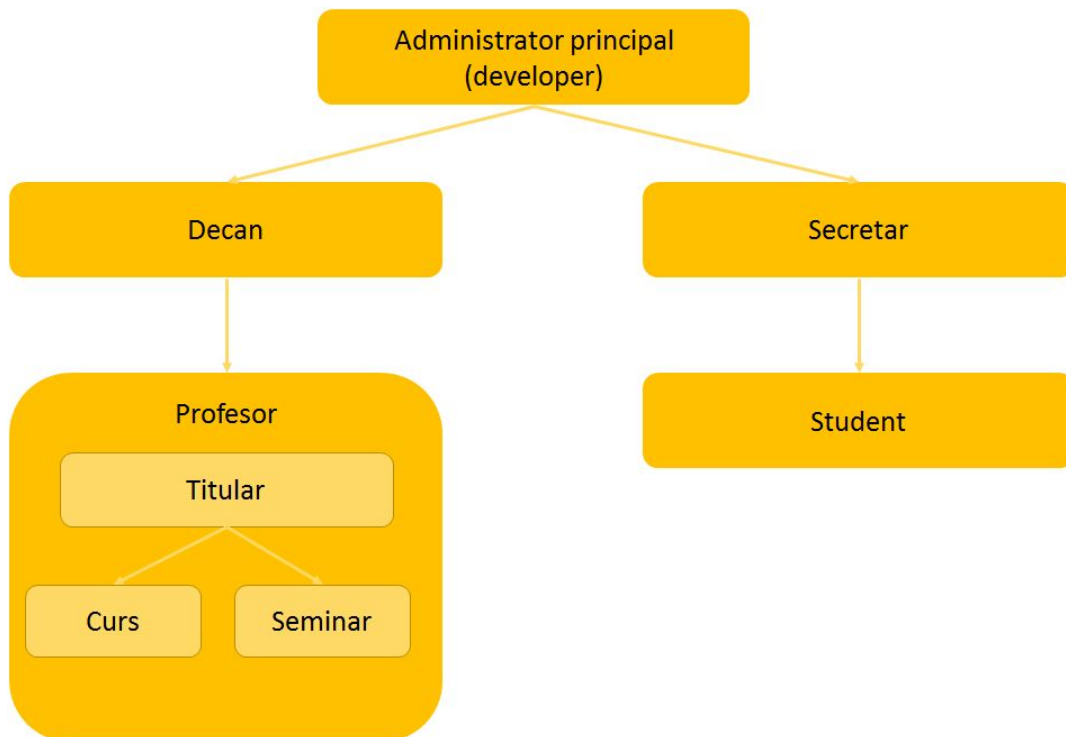 Administrator principal
(developer)
Decan
Secretar
Profesor
Student
Titular
Curs
Seminar